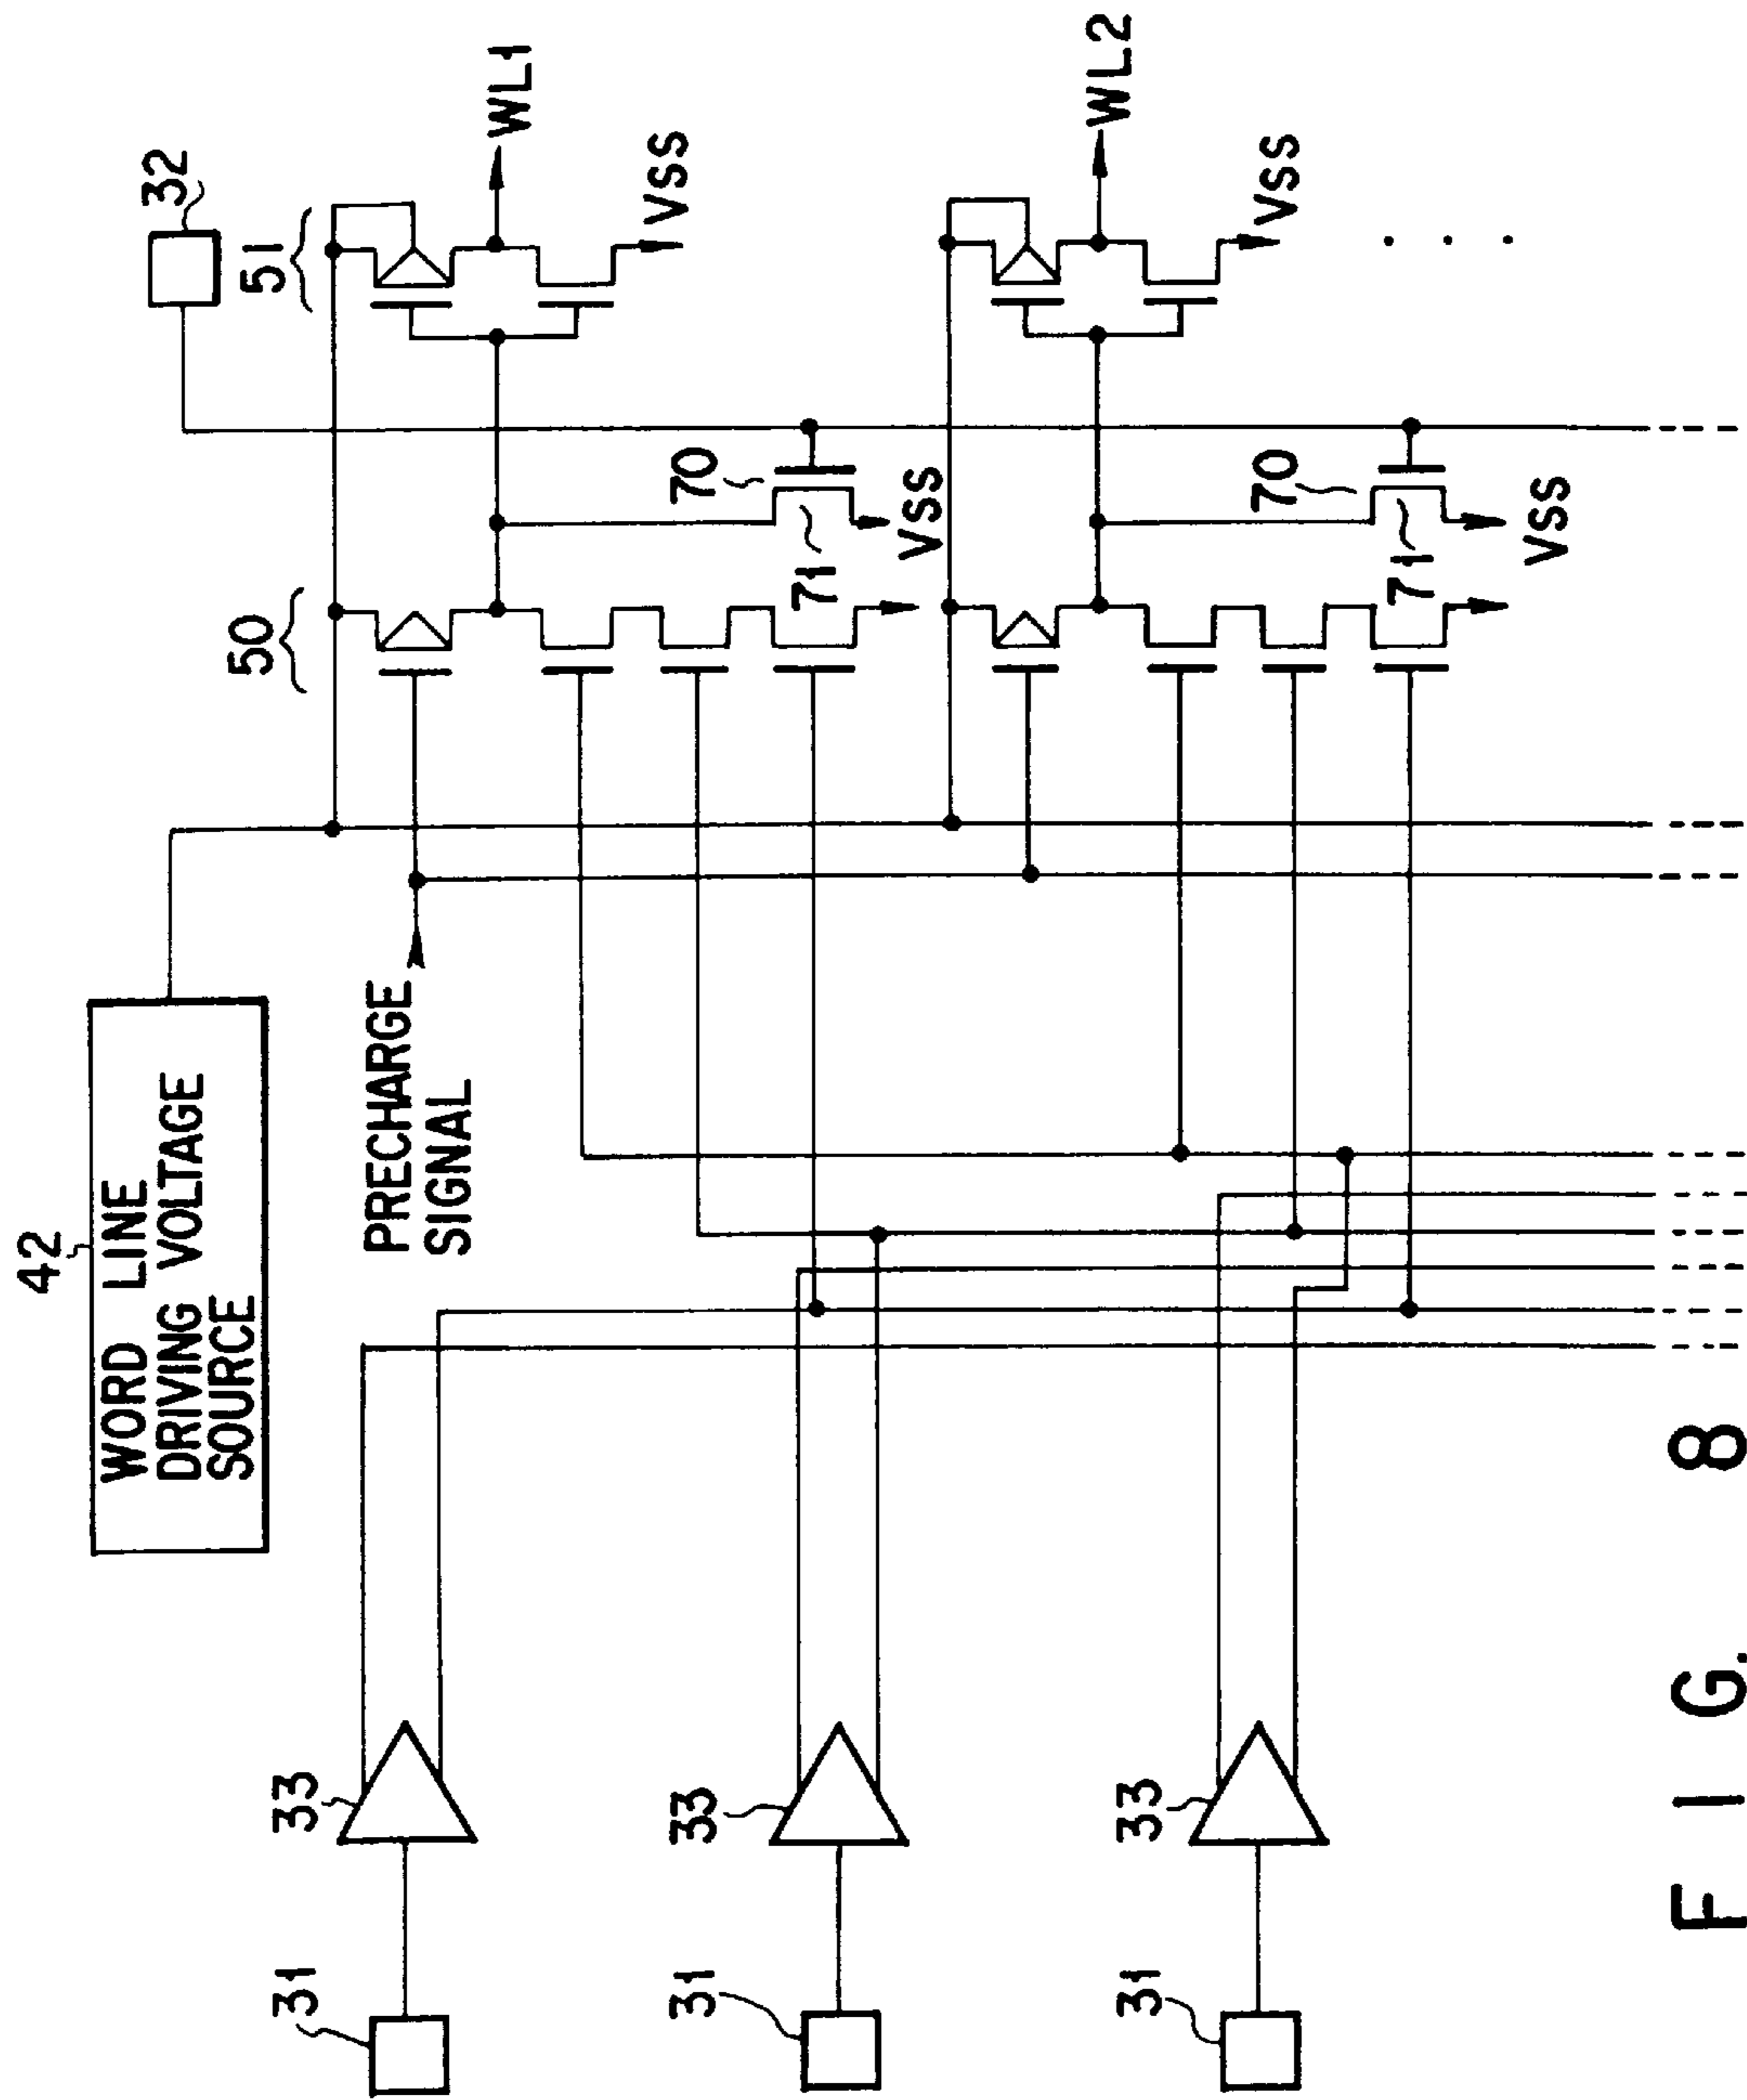 42
WORD LINE
DRIVING VOLTAGE
SOURCE
32
50
51
WL1
VSS
PRECHARGE
SIGNAL
70
71
VSS
WL2
VSS
70
71
VSS
. . .
31
33
31
33
31
33
FIG. 8